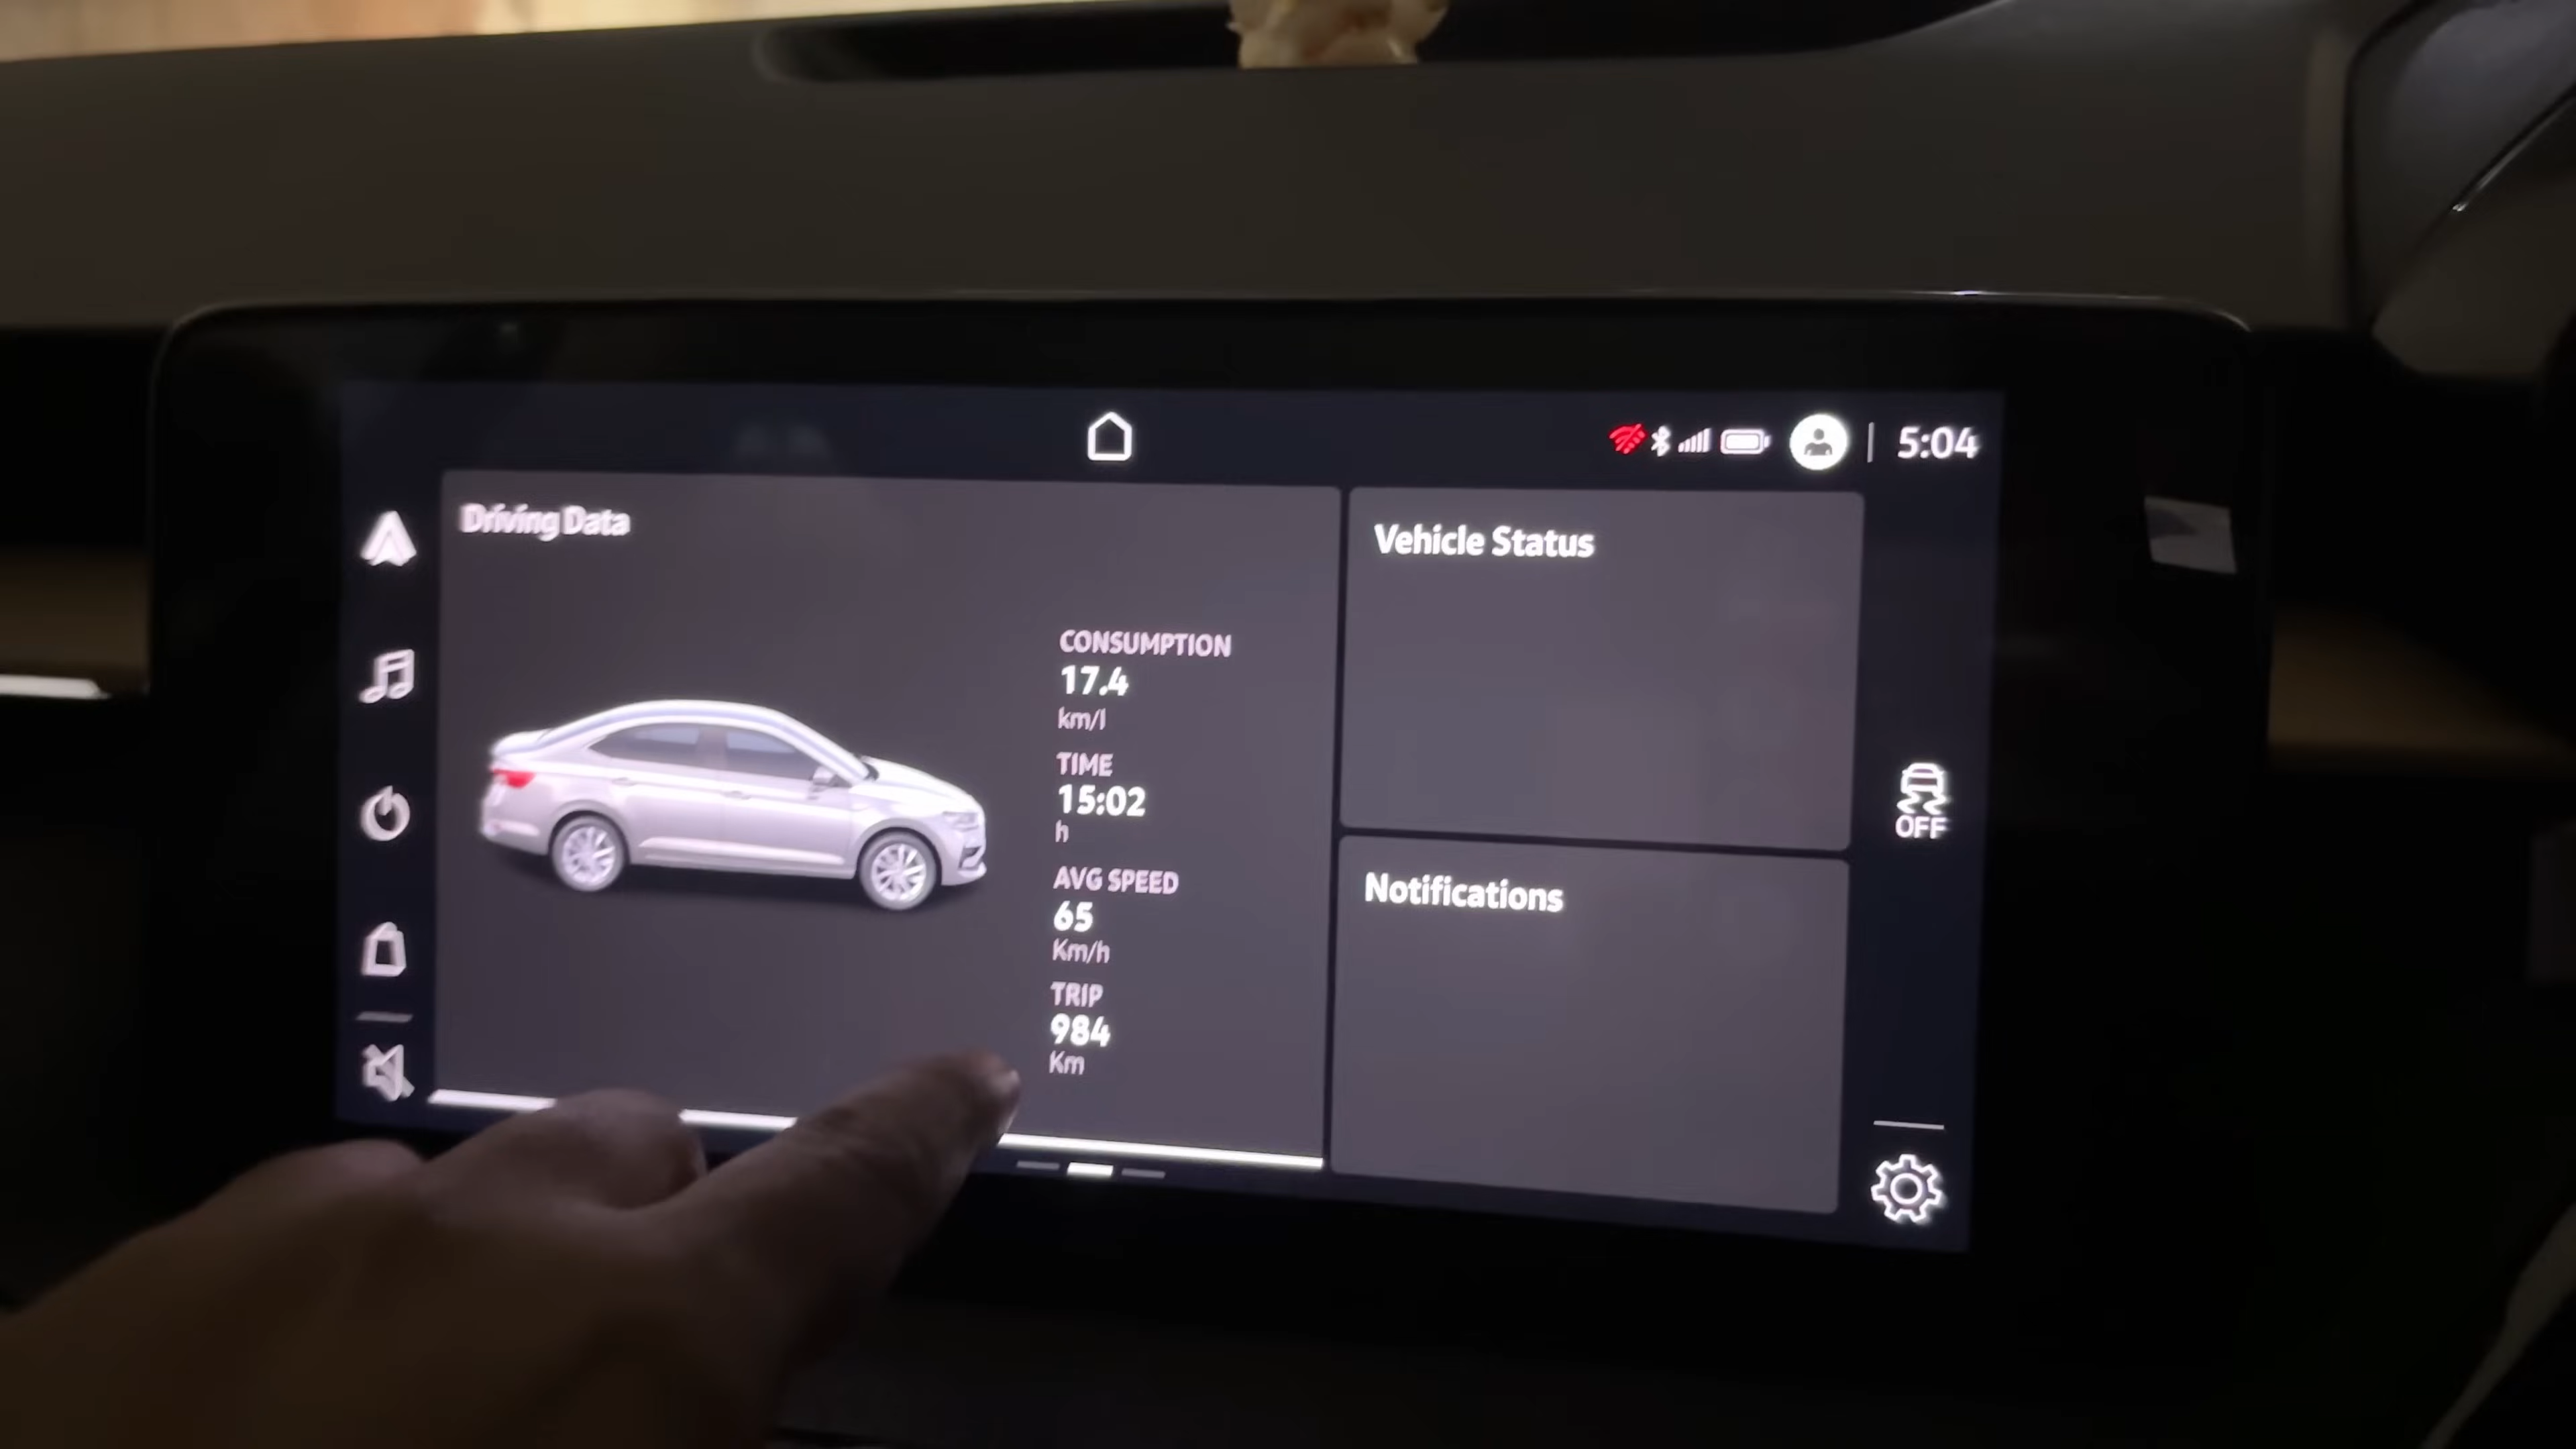 5:04
Driving Data
CONSUMPTION
17.4
km/l
TIME
15:02
h
AVG SPEED
65
Km/h
TRIP
984
Km
Vehicle Status
Notifications
OFF